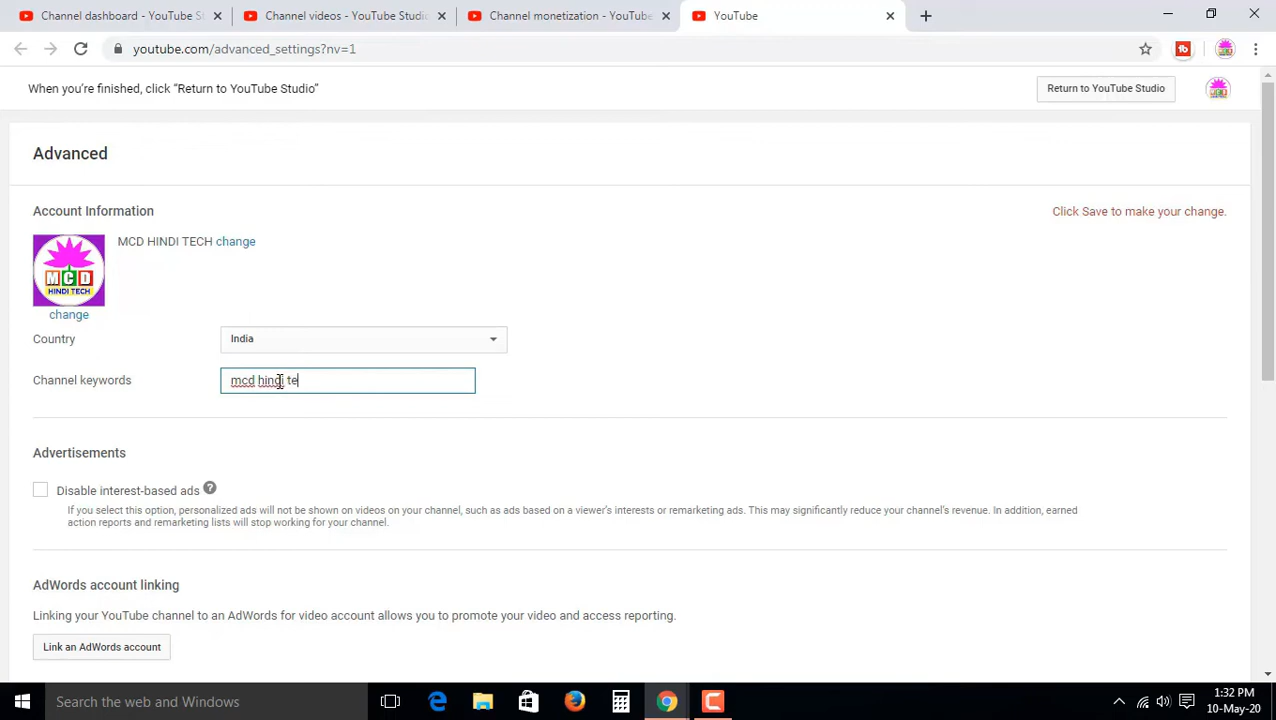 Channel dashboard - YouTube S
Channel videos - YouTube Studio
Channel monetization - YouTube
YouTube
youtube.com/advanced_settings?nv=1
When you're finished, click "Return to YouTube Studio"
Return to YouTube Studio
Advanced
Account Information
Click Save to make your change.
MCD HINDI TECH change
MCD
HINDI TECH
change
Country
India
Channel keywords
mcd hindi te
Advertisements
Disable interest-based ads
If you select this option, personalized ads will not be shown on videos on your channel, such as ads based on a viewer's interests or remarketing ads. This may significantly reduce your channel's revenue. In addition, earned
action reports and remarketing lists will stop working for your channel.
AdWords account linking
Linking your YouTube channel to an AdWords for video account allows you to promote your video and access reporting.
Link an AdWords account
Search the web and Windows
1:32 PM
10-May-20